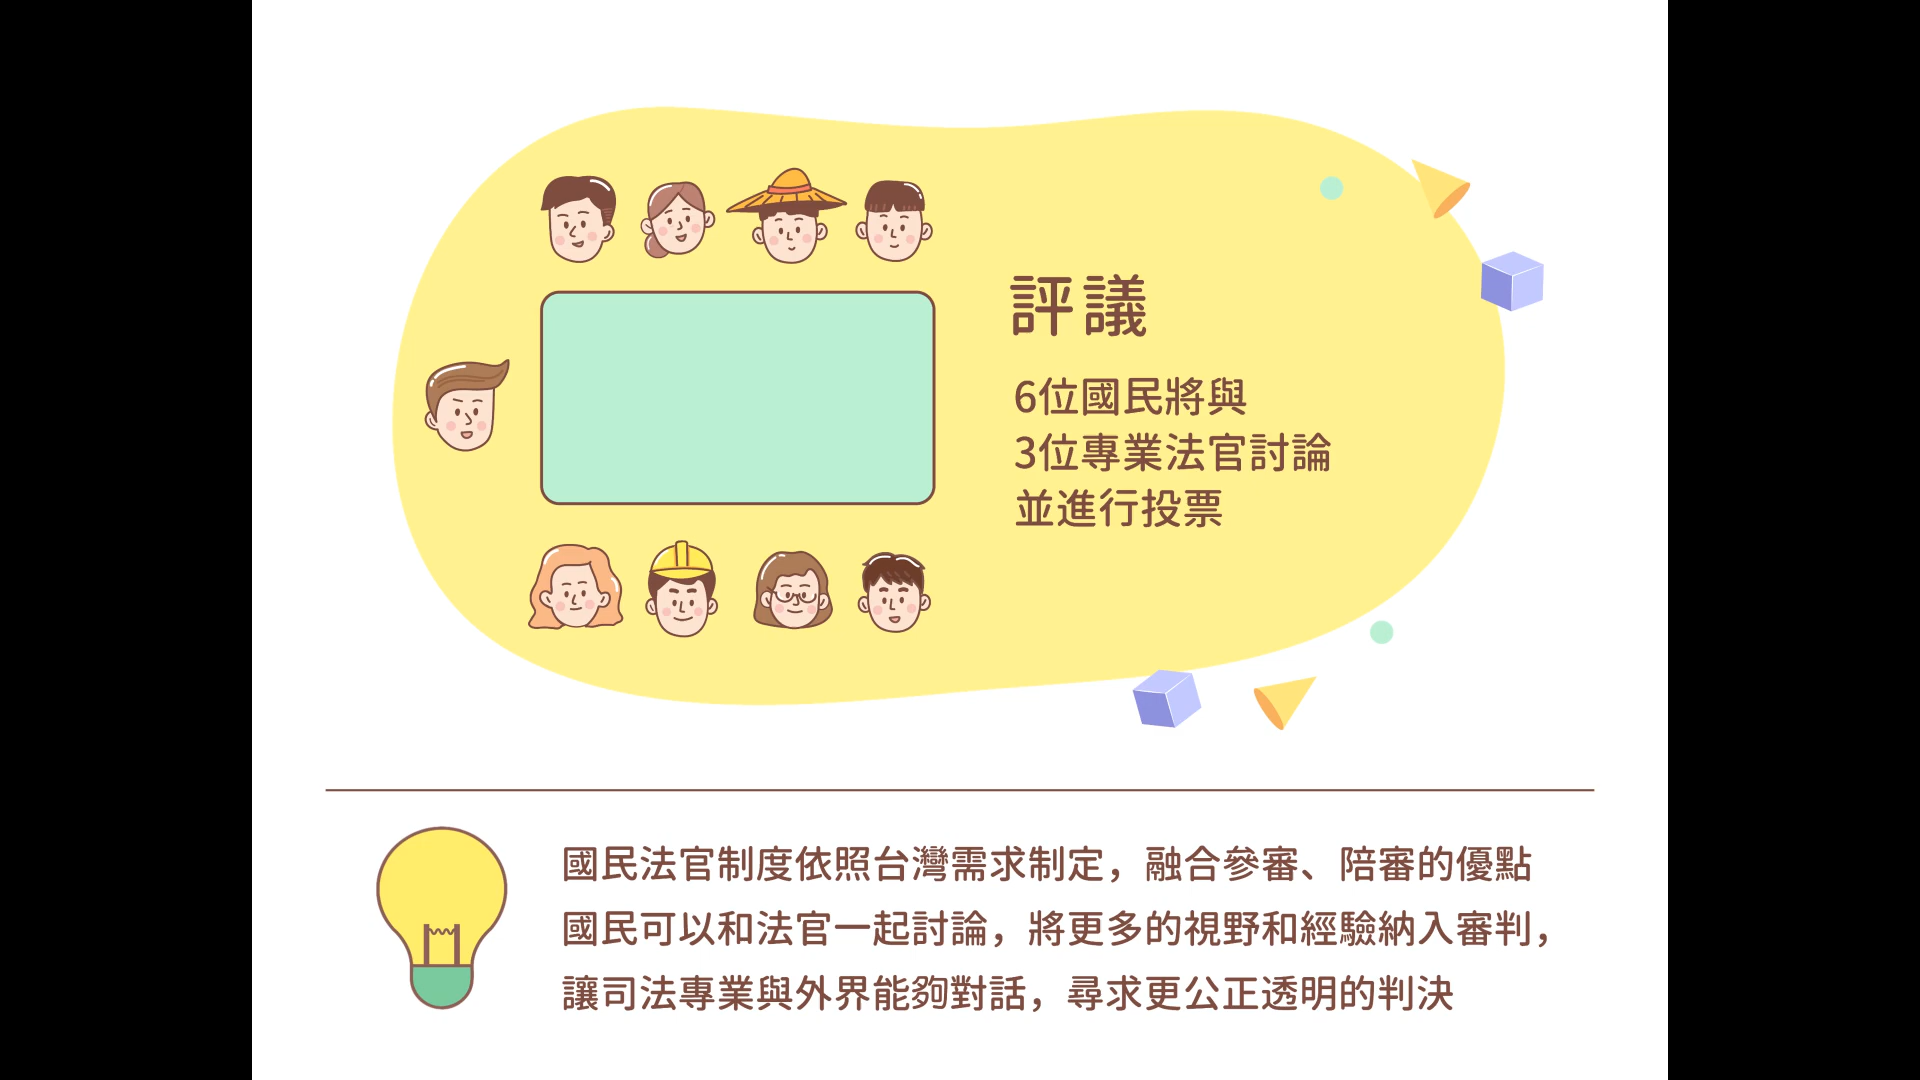 評議
6位國民將與
3位專業法官討論
並進行投票
國民法官制度依照台灣需求制定，融合參審、陪審的優點
國民可以和法官一起討論，將更多的視野和經驗納入審判，
讓司法專業與外界能夠對話，尋求更公正透明的判決